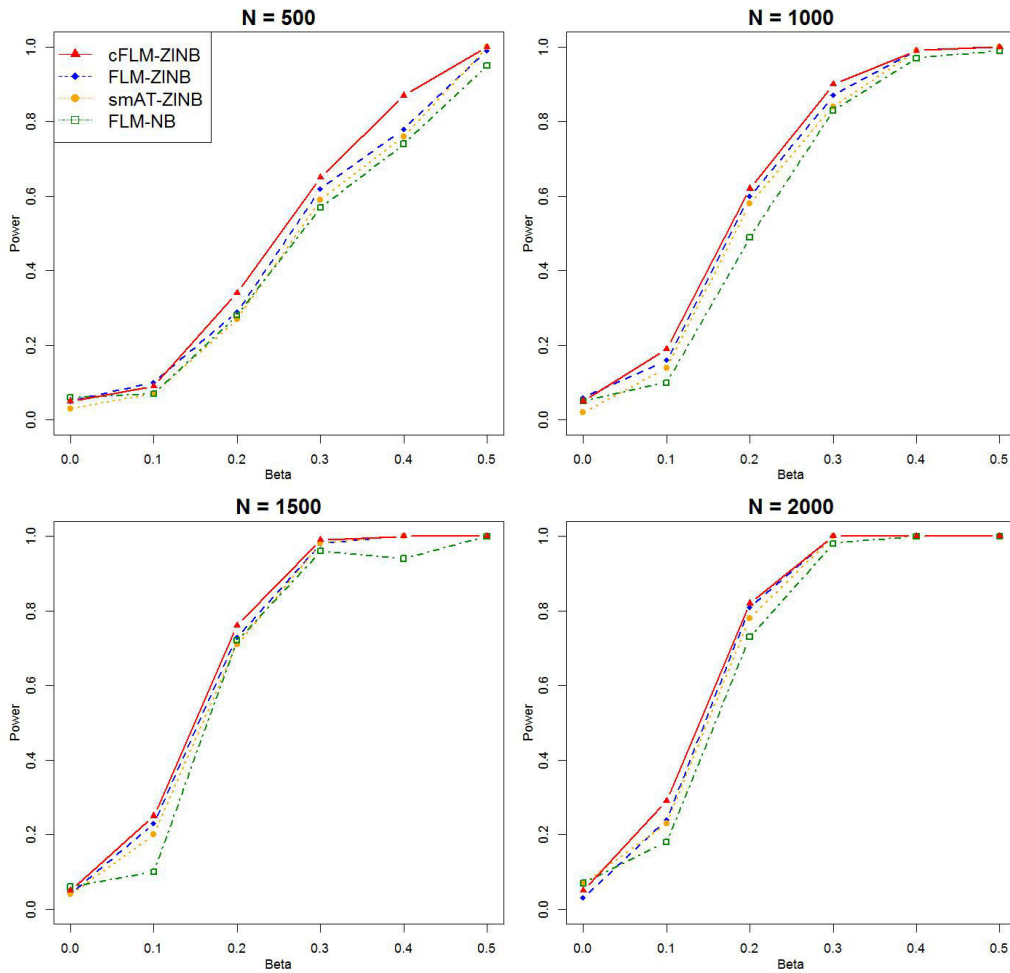 N = 500
cFLM-ZINB
FLM-ZINB
smAT-ZINB
FLM-NB
Power
0.0 0.2 0.4 0.6 0.8 1.0
0.0 0.1 0.2 0.3 0.4 0.5
Beta
N = 1000
Power
0.0 0.2 0.4 0.6 0.8 1.0
0.0 0.1 0.2 0.3 0.4 0.5
Beta
N = 1500
Power
0.0 0.2 0.4 0.6 0.8 1.0
0.0 0.1 0.2 0.3 0.4 0.5
Beta
N = 2000
Power
0.0 0.2 0.4 0.6 0.8 1.0
0.0 0.1 0.2 0.3 0.4 0.5
Beta